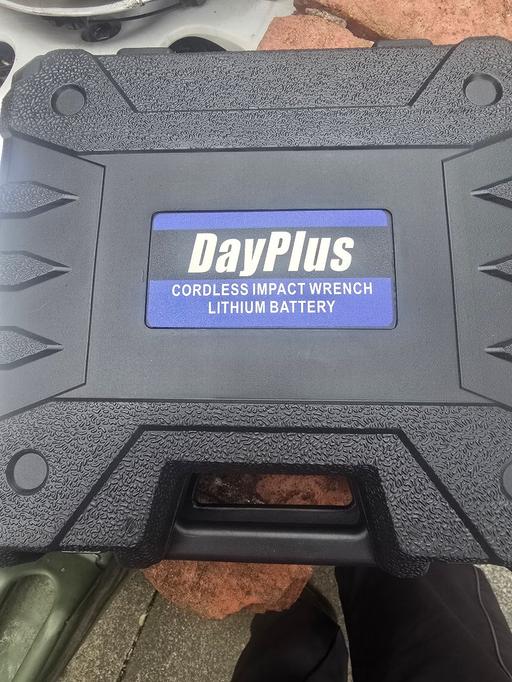 DayPlus
CORDLESS IMPACT WRENCH
LITHIUM BATTERY